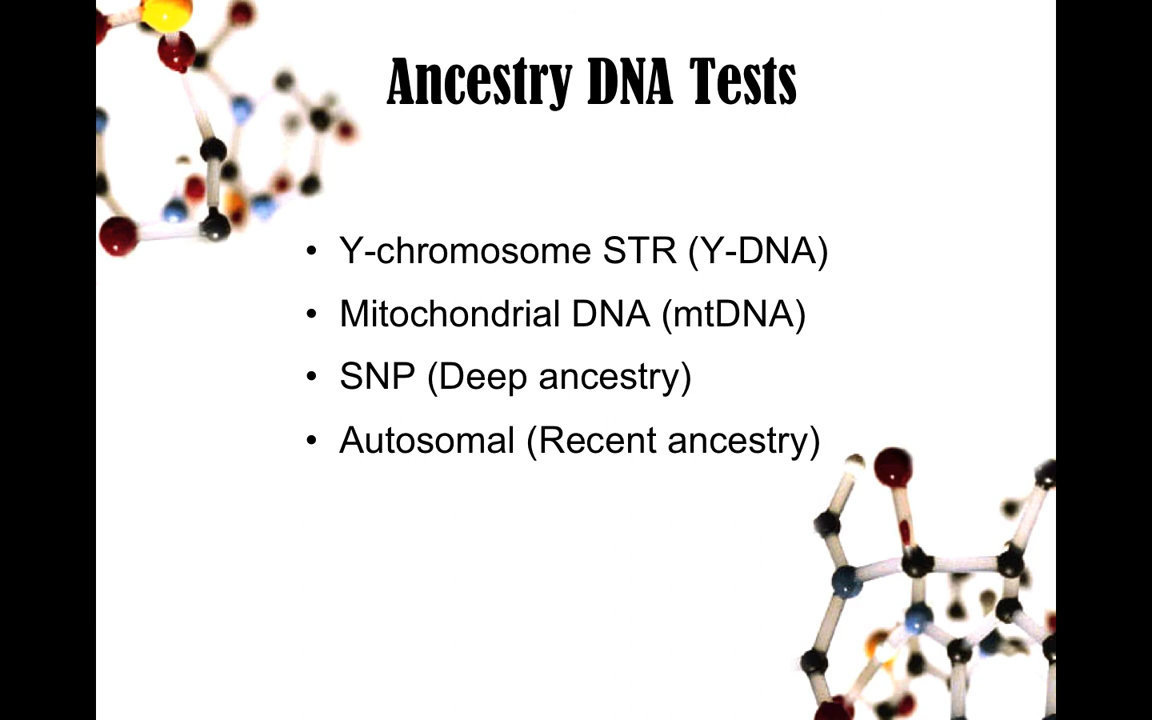 Ancestry DNA Tests
• Y-chromosome STR (Y-DNA)
• Mitochondrial DNA (mtDNA)
• SNP (Deep ancestry)
• Autosomal (Recent ancestry)